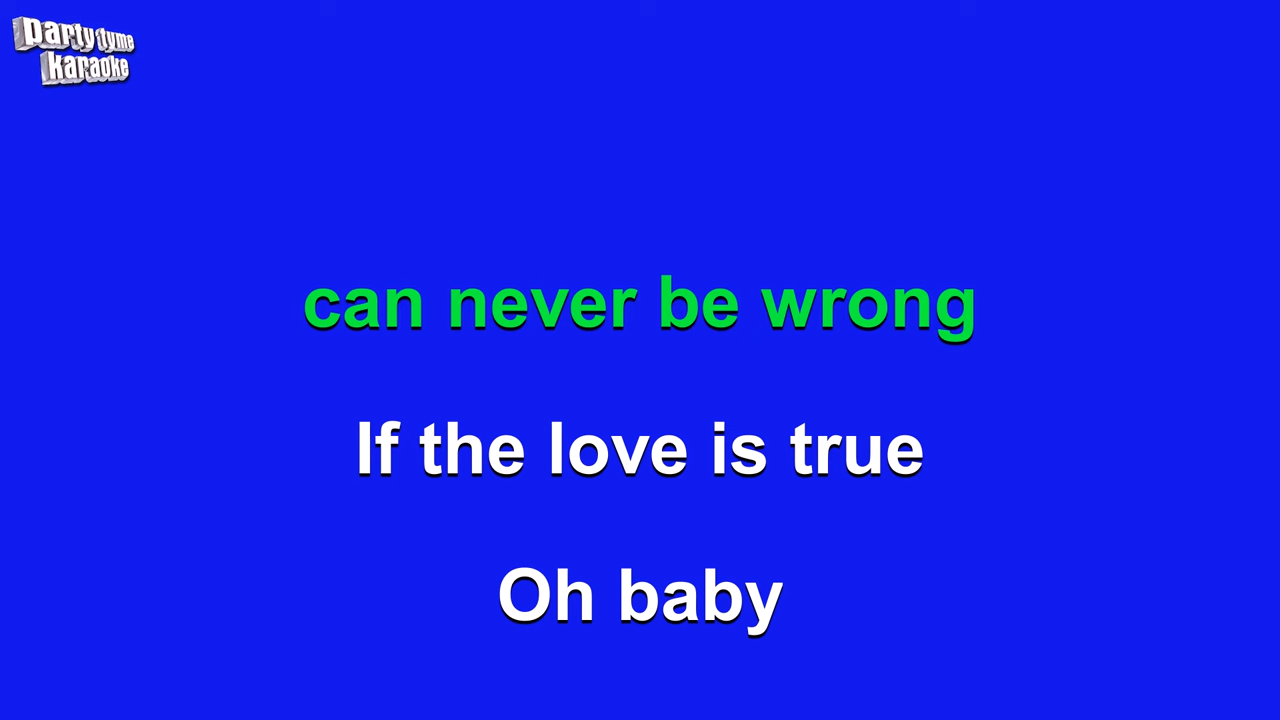 party tyme
karaoke
can never be wrong
If the love is true
Oh baby